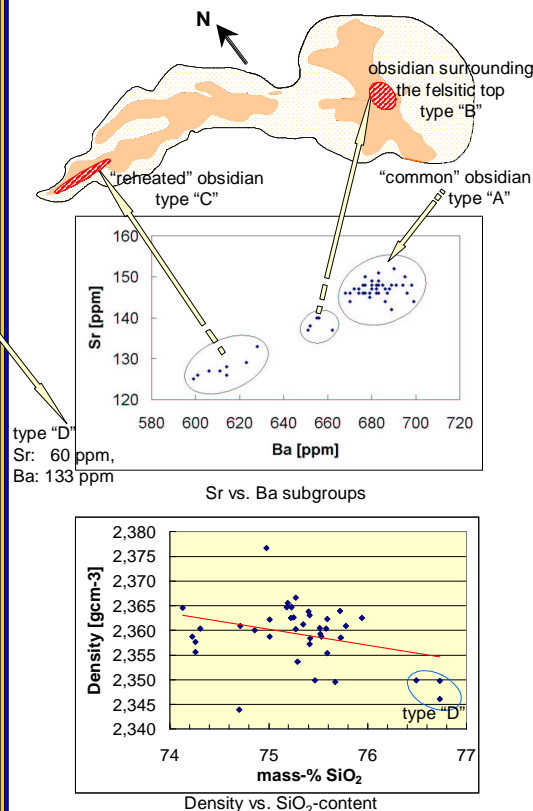 N
obsidian surrounding
the felsitic top
type “B”
“reheated” obsidian
type “C”
“common” obsidian
type “A”
160
150
140
130
120
Sr [ppm]
580 600 620 640 660 680 700 720
Ba [ppm]
type “D”
Sr: 60 ppm,
Ba: 133 ppm
Sr vs. Ba subgroups
2,380
2,375
2,370
2,365
2,360
2,355
2,350
2,345
2,340
Density [gcm-3]
type “D”
74 75 76 77
mass-% SiO2
Density vs. SiO2-content